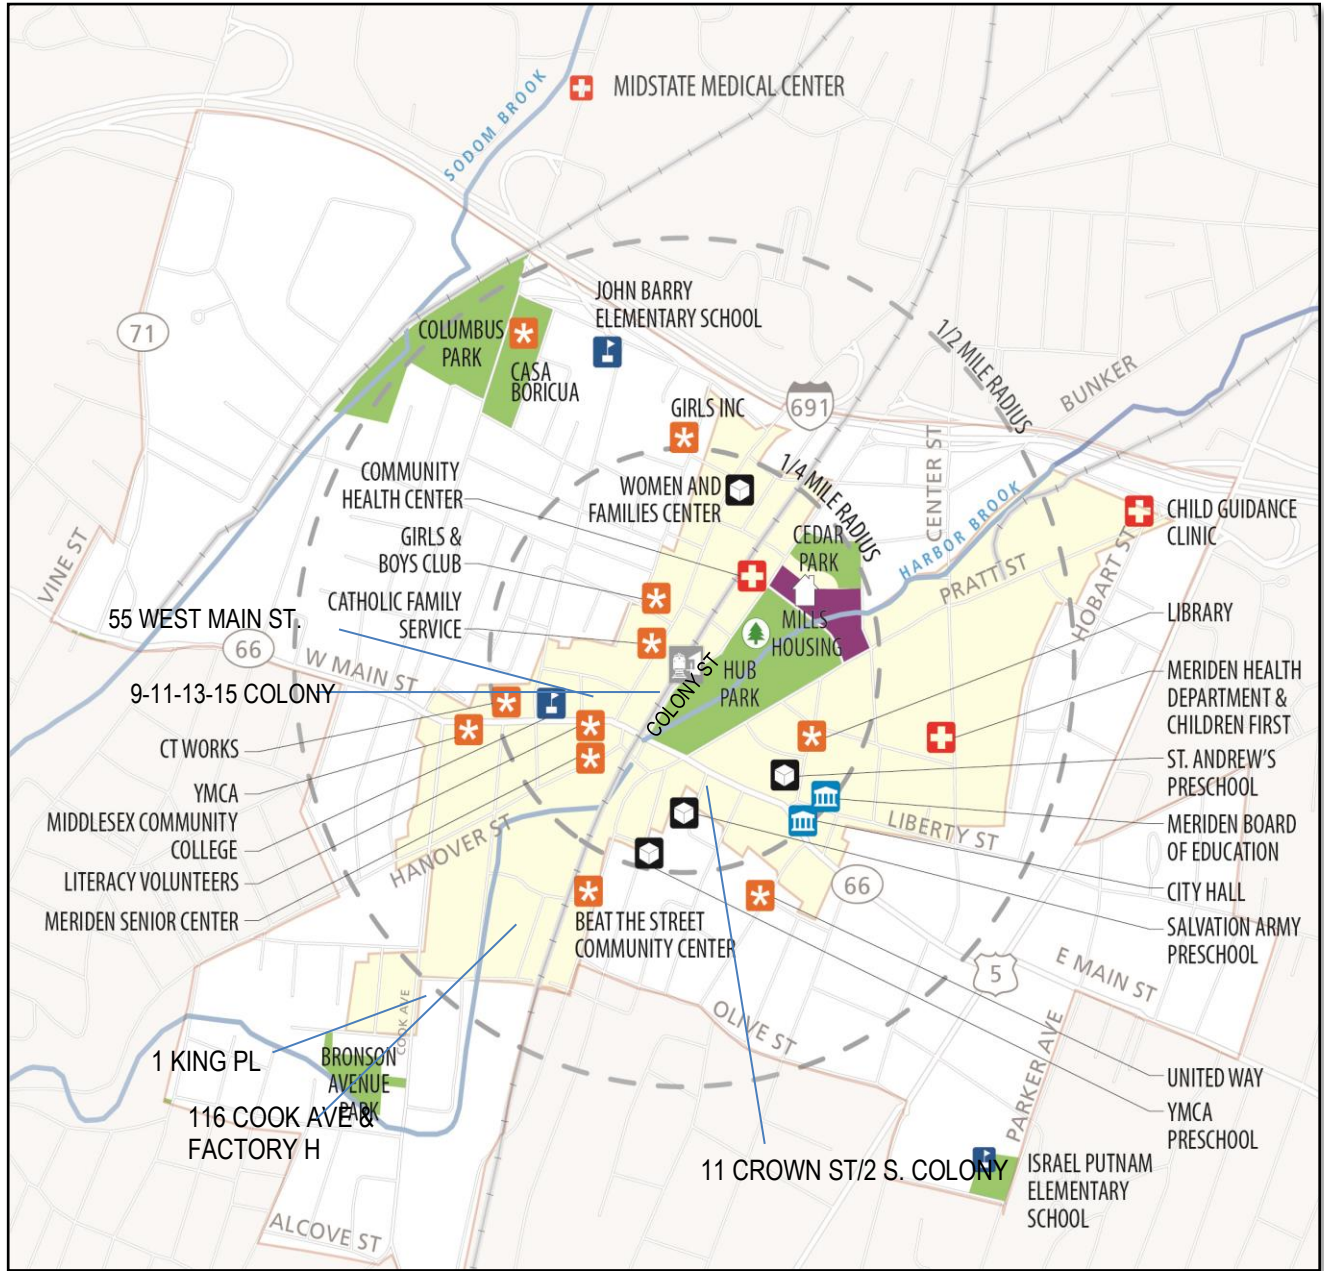 MIDSTATE MEDICAL CENTER
SODOM BROOK
JOHN BARRY
ELEMENTARY SCHOOL
71
COLUMBUS
PARK
CASA
BORICUA
1/2 MILE RADIUS
BUNKER
691
GIRLS INC
CENTER ST
COMMUNITY
HEALTH CENTER
WOMEN AND
FAMILIES CENTER
1/4 MILE RADIUS
HARBOR BROOK
CHILD GUIDANCE
CLINIC
GIRLS &
BOYS CLUB
CEDAR
PARK
VINE ST
PRATT ST
HOBART ST
CATHOLIC FAMILY
SERVICE
55 WEST MAIN ST.
LIBRARY
MILLS
HOUSING
66
W MAIN ST
HUB
PARK
COLONY ST
9-11-13-15 COLONY
MERIDEN HEALTH
DEPARTMENT &
CHILDREN FIRST
CT WORKS
ST. ANDREW'S
PRESCHOOL
YMCA
MIDDLESEX COMMUNITY
COLLEGE
HANOVER ST
LIBERTY ST
MERIDEN BOARD
OF EDUCATION
LITERACY VOLUNTEERS
66
CITY HALL
MERIDEN SENIOR CENTER
BEAT THE STREET
COMMUNITY CENTER
SALVATION ARMY
PRESCHOOL
5
E MAIN ST
COOK AVE
OLIVE ST
PARKER AVE
1 KING PL
BRONSON
AVENUE
PARK
UNITED WAY
116 COOK AVE &
FACTORY H
YMCA
PRESCHOOL
11 CROWN ST/2 S. COLONY
ISRAEL PUTNAM
ELEMENTARY
SCHOOL
ALCOVE ST